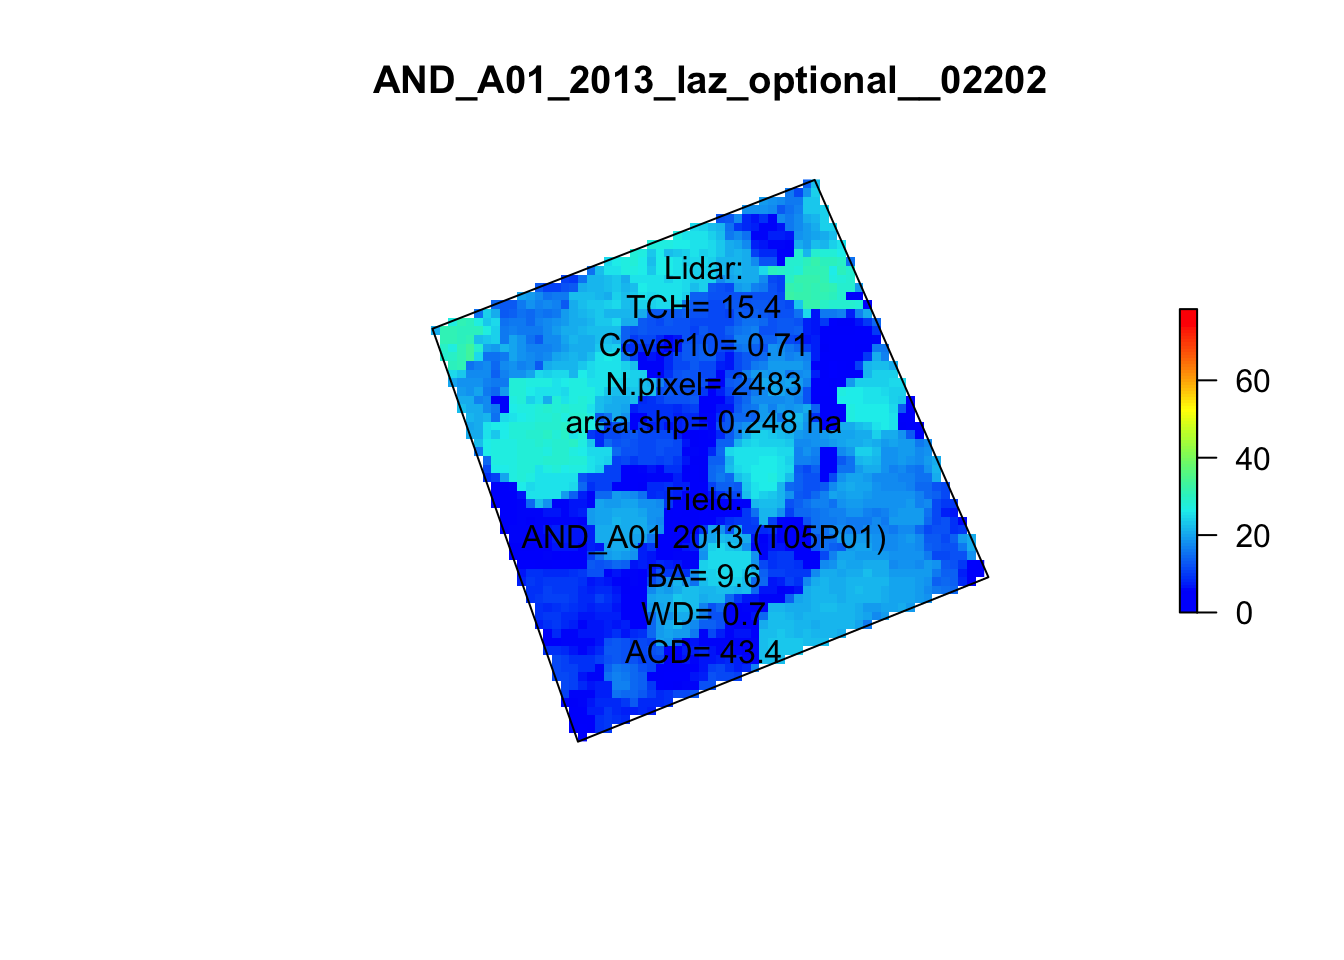 AND_A01_2013_laz_optional__02202
Lidar:
TCH= 15.4
Cover10= 0.71
N.pixel= 2483
area.shp= 0.248 ha
Field:
AND_A01 2013 (T05P01)
BA= 9.6
WD= 0.7
ACD= 43.4
60
40
20
0